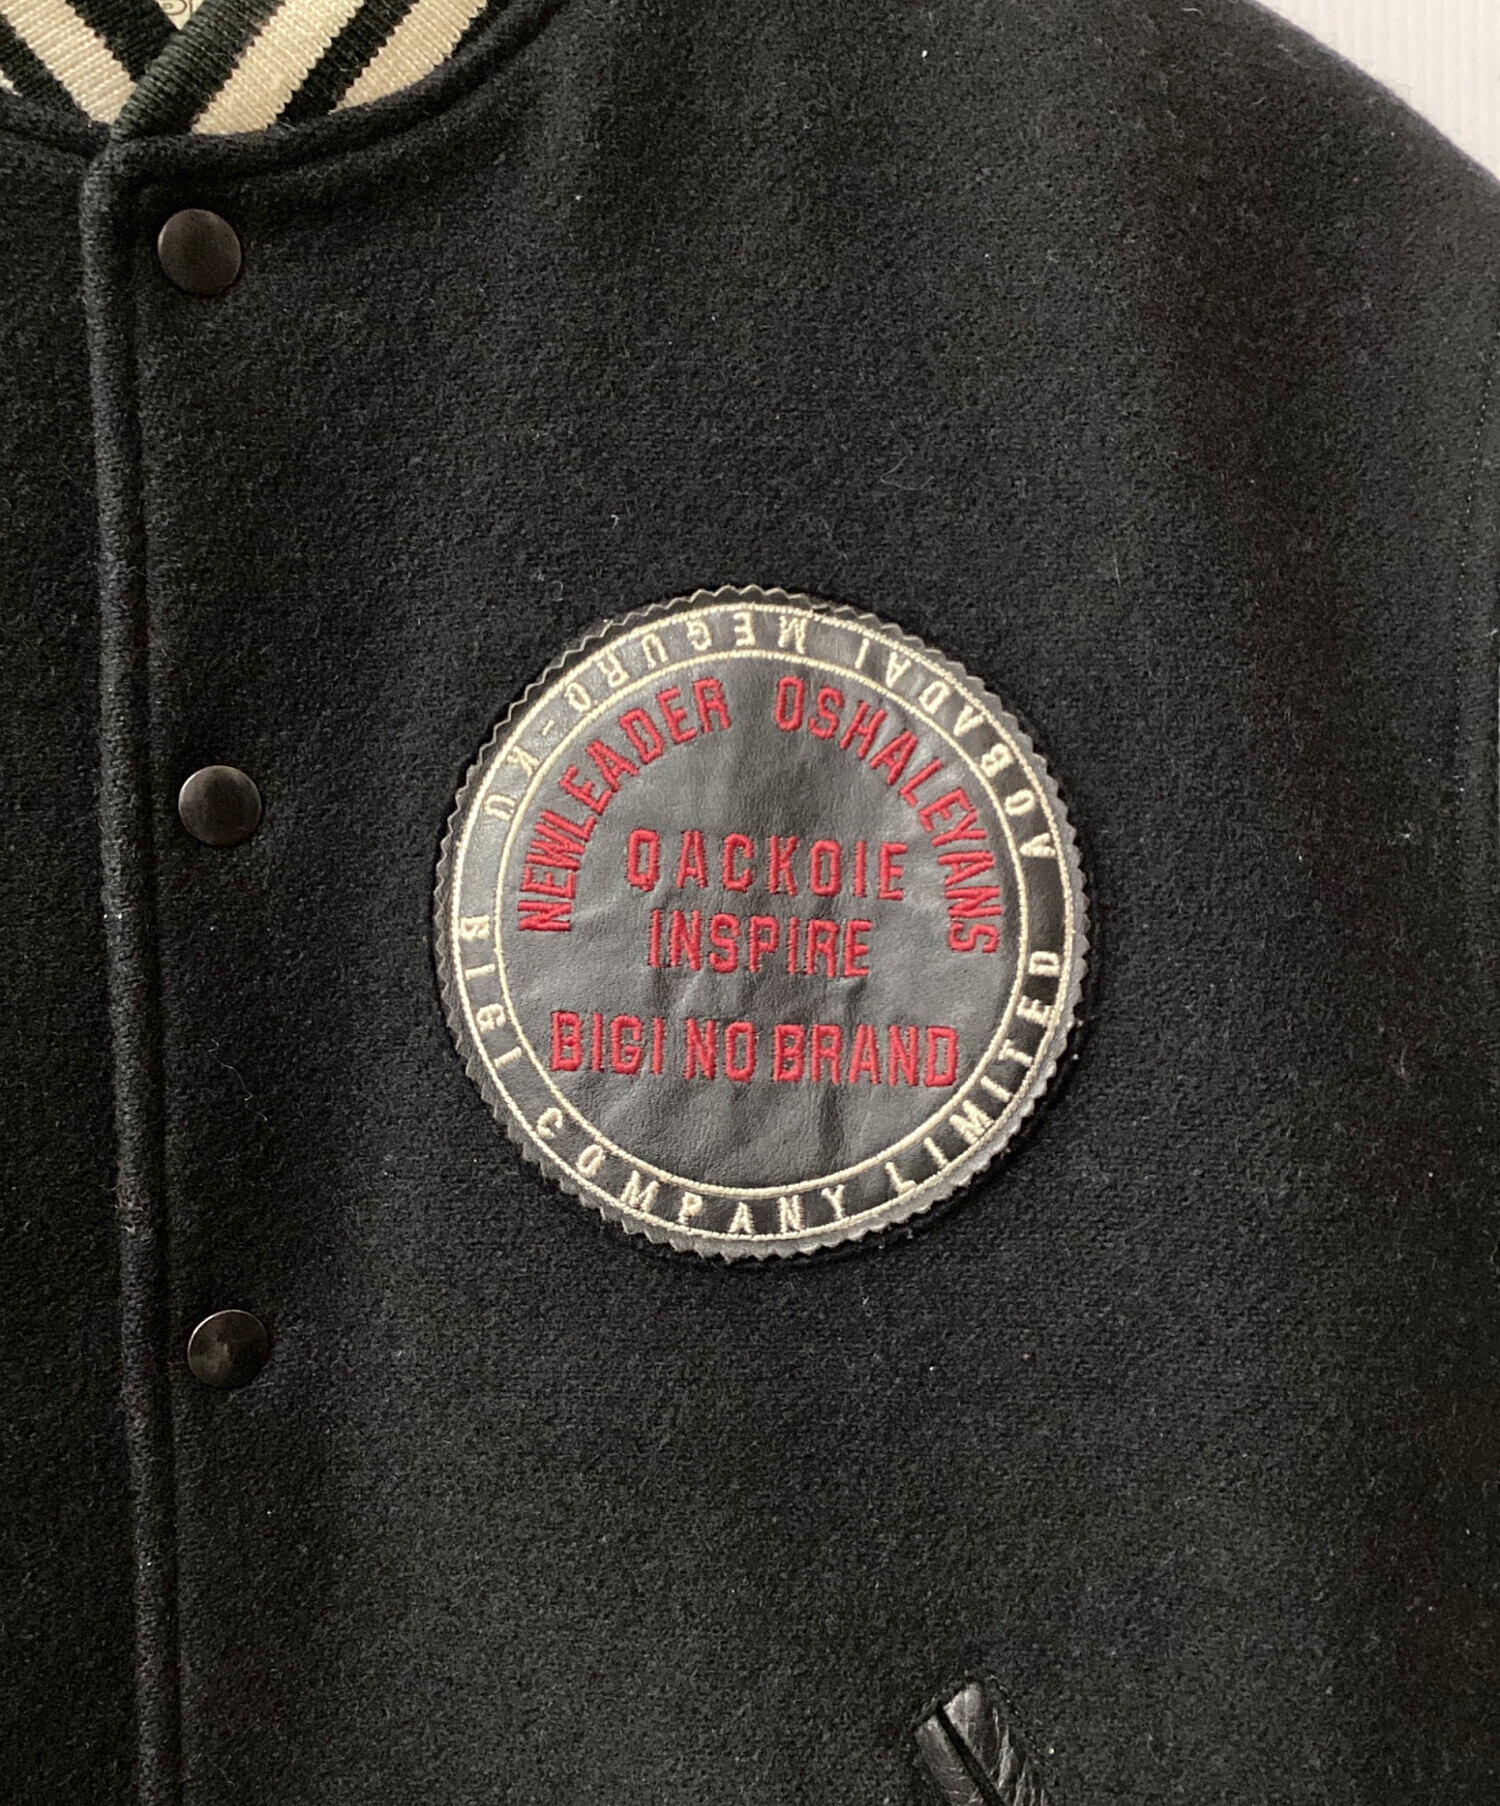 NEWLEADER OSHALEYANS
QACKOIE
INSPIRE
BIGI NO BRAND
BIGI COMPANY LIMITED
AOBADAI MEGURO-KU